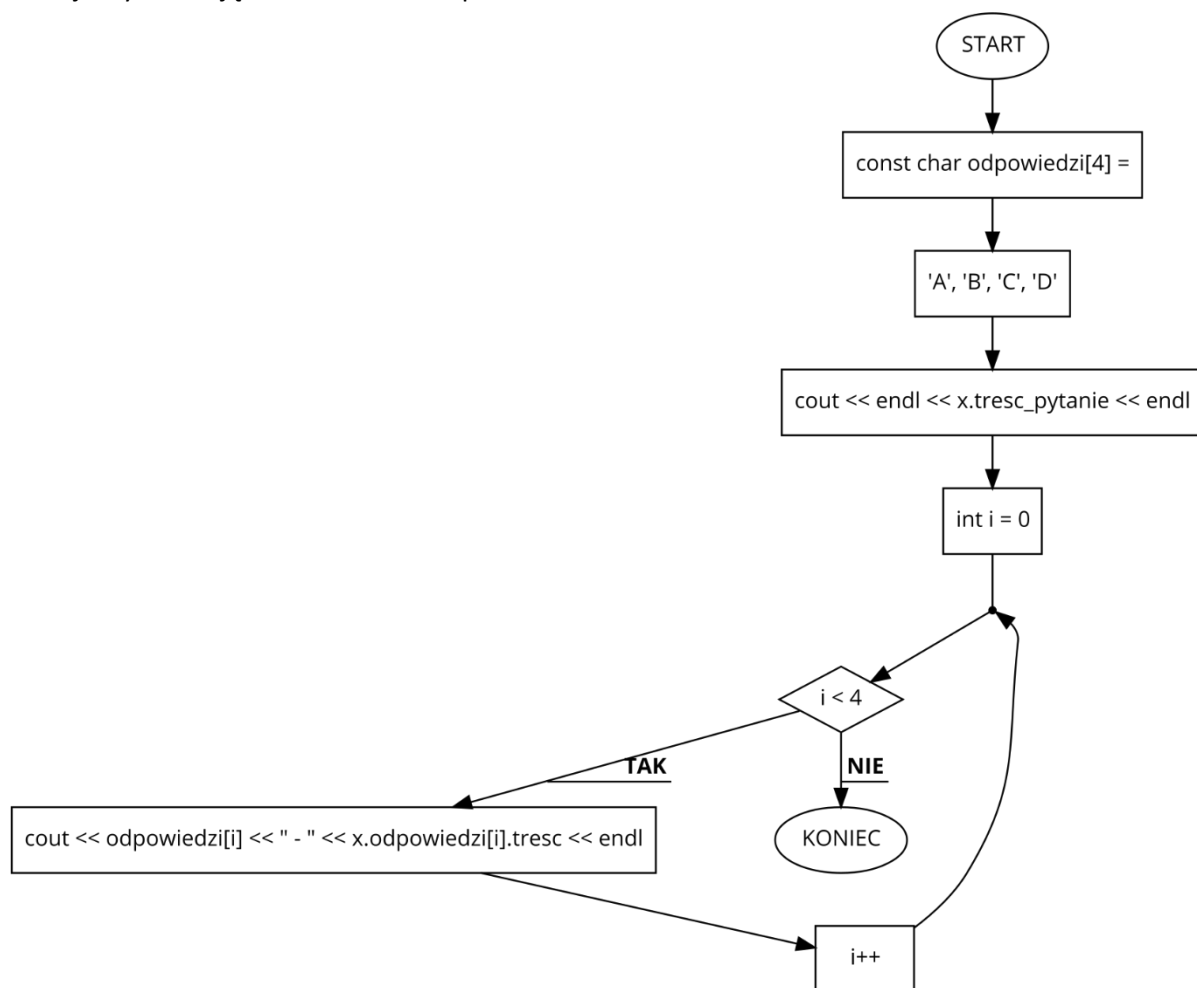 START
const char odpowiedzi[4] =
'A', 'B', 'C', 'D'
cout << endl << x.tresc_pytanie << endl
int i = 0
i < 4
TAK
NIE
cout << odpowiedzi[i] << " - " << x.odpowiedzi[i].tresc << endl
KONIEC
i++